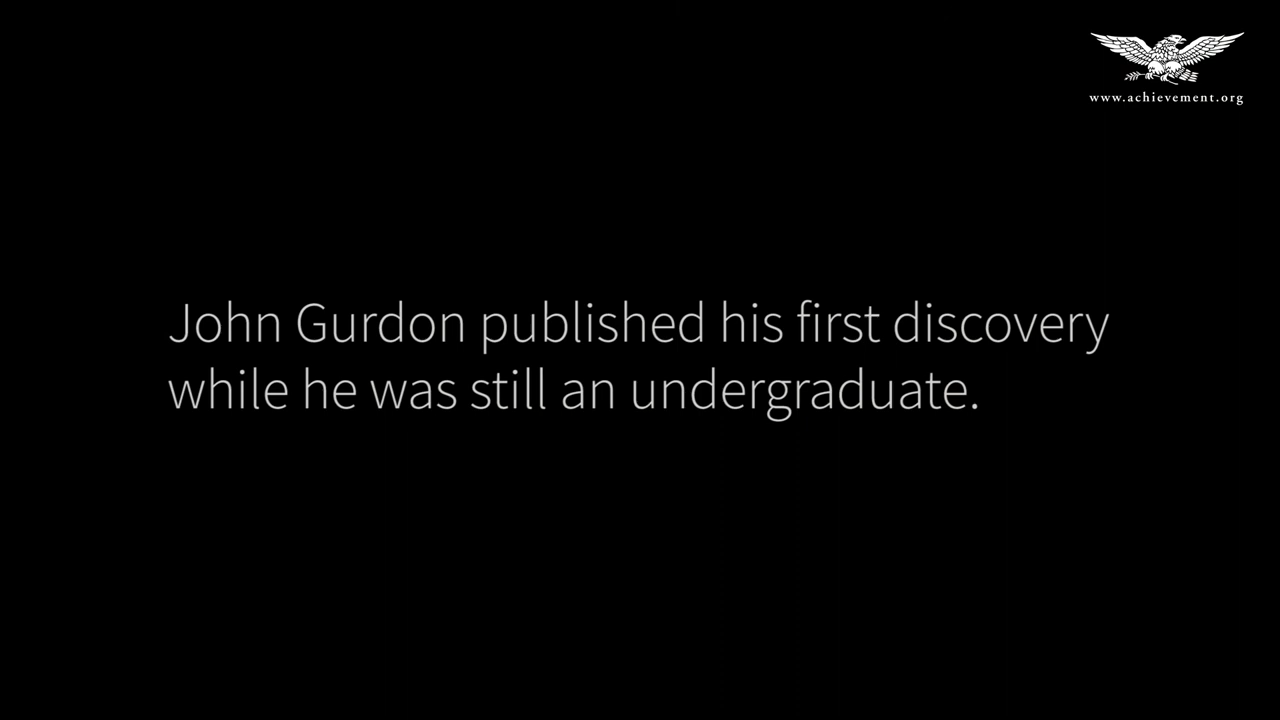 www.achievement.org
John Gurdon published his first discovery
while he was still an undergraduate.